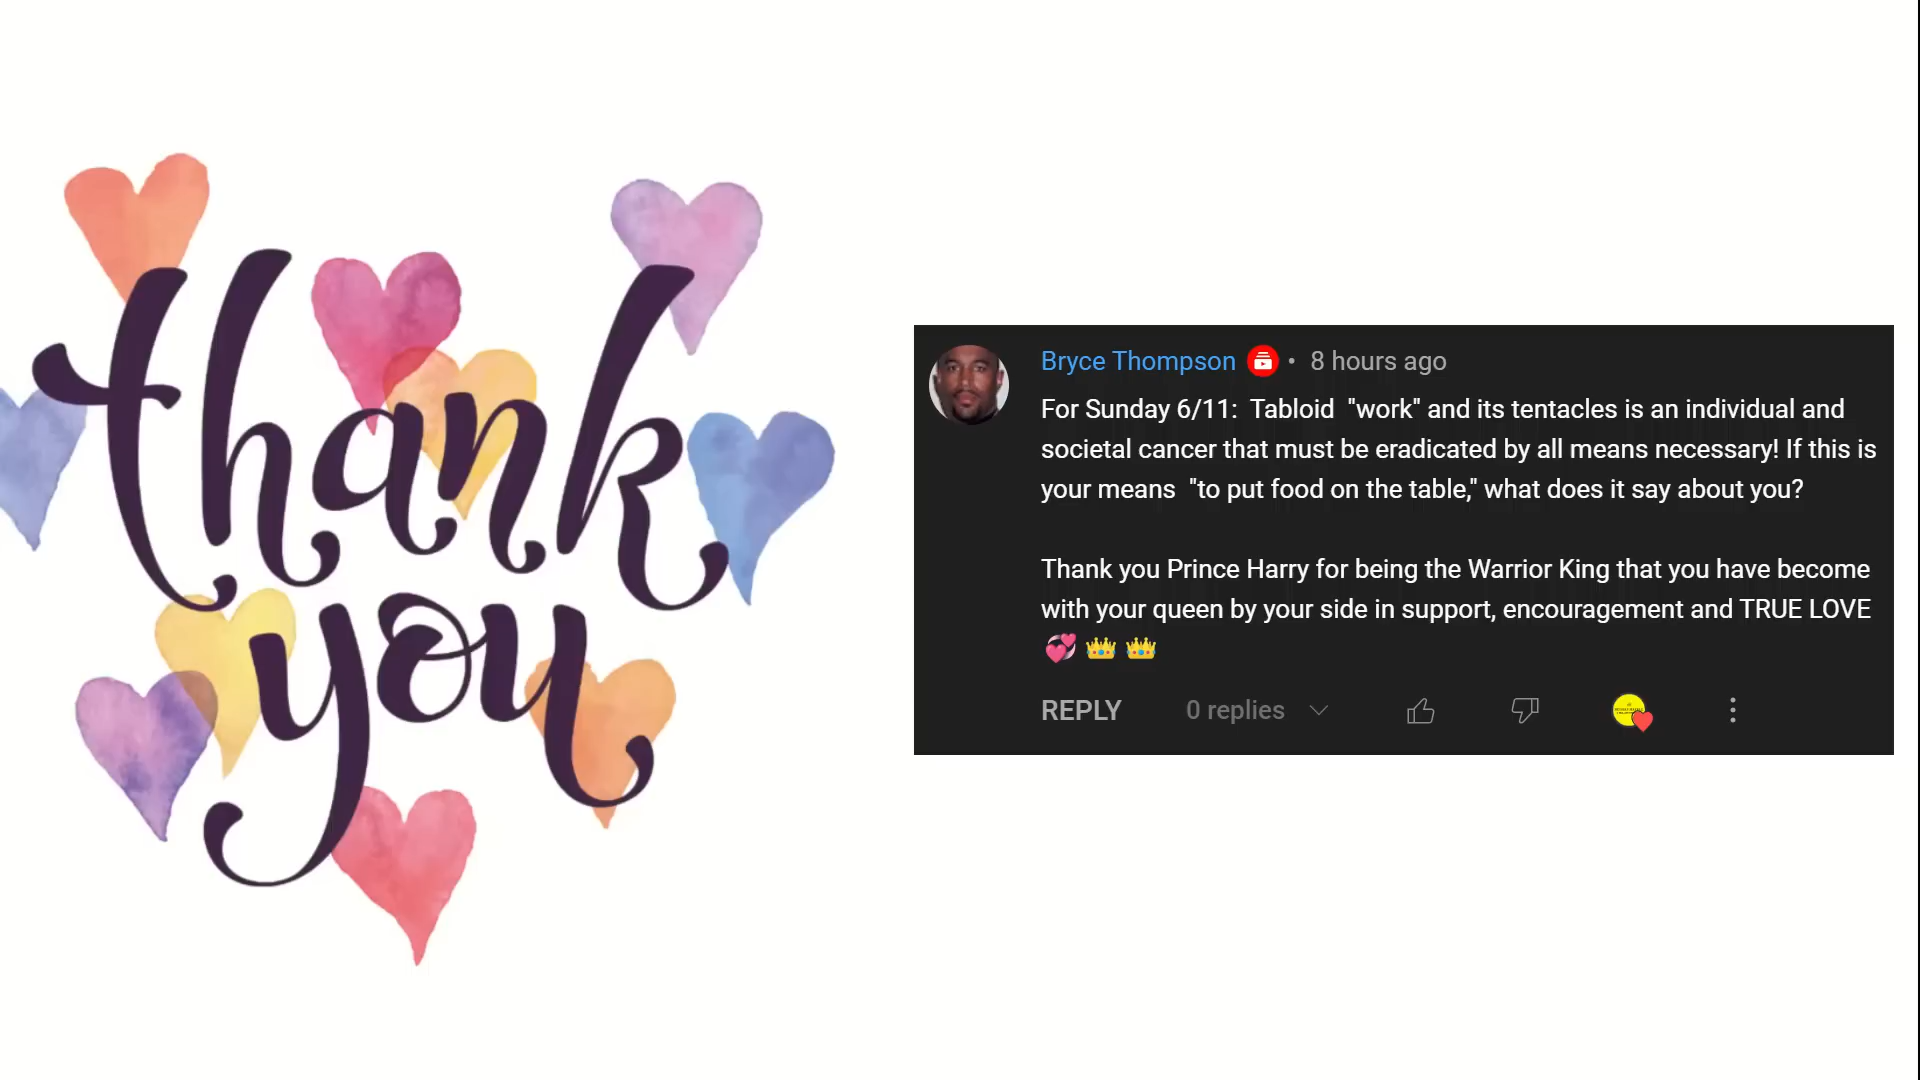 thank
you
Bryce Thompson • 8 hours ago
For Sunday 6/11: Tabloid "work" and its tentacles is an individual and
societal cancer that must be eradicated by all means necessary! If this is
your means "to put food on the table," what does it say about you?
Thank you Prince Harry for being the Warrior King that you have become
with your queen by your side in support, encouragement and TRUE LOVE
💞 👑 👑
REPLY 0 replies